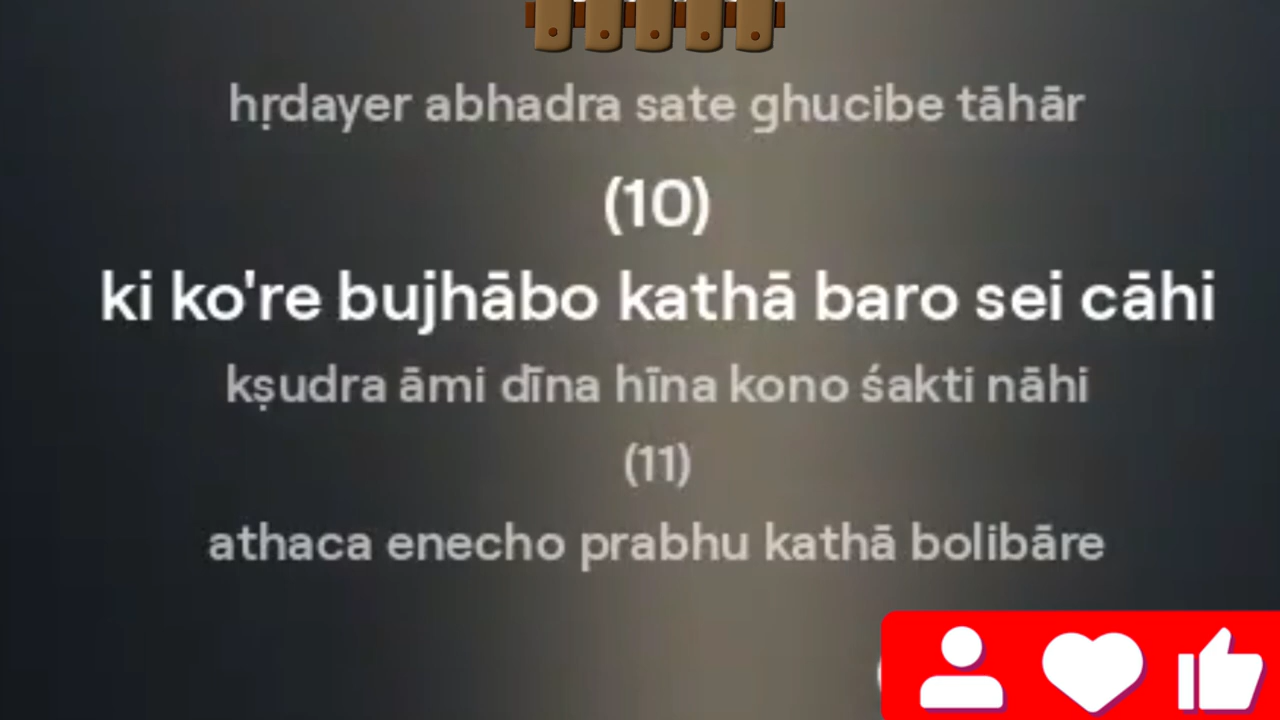 hṛdayer abhadra sate ghucibe tāhār
(10)
ki ko're bujhābo kathā baro sei cāhi
kṣudra āmi dīna hīna kono śakti nāhi
(11)
athaca enecho prabhu kathā bolibāre